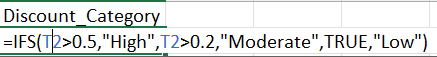 Discount_Category
=IFS(T2>0.5,"High",T2>0.2,"Moderate",TRUE,"Low")